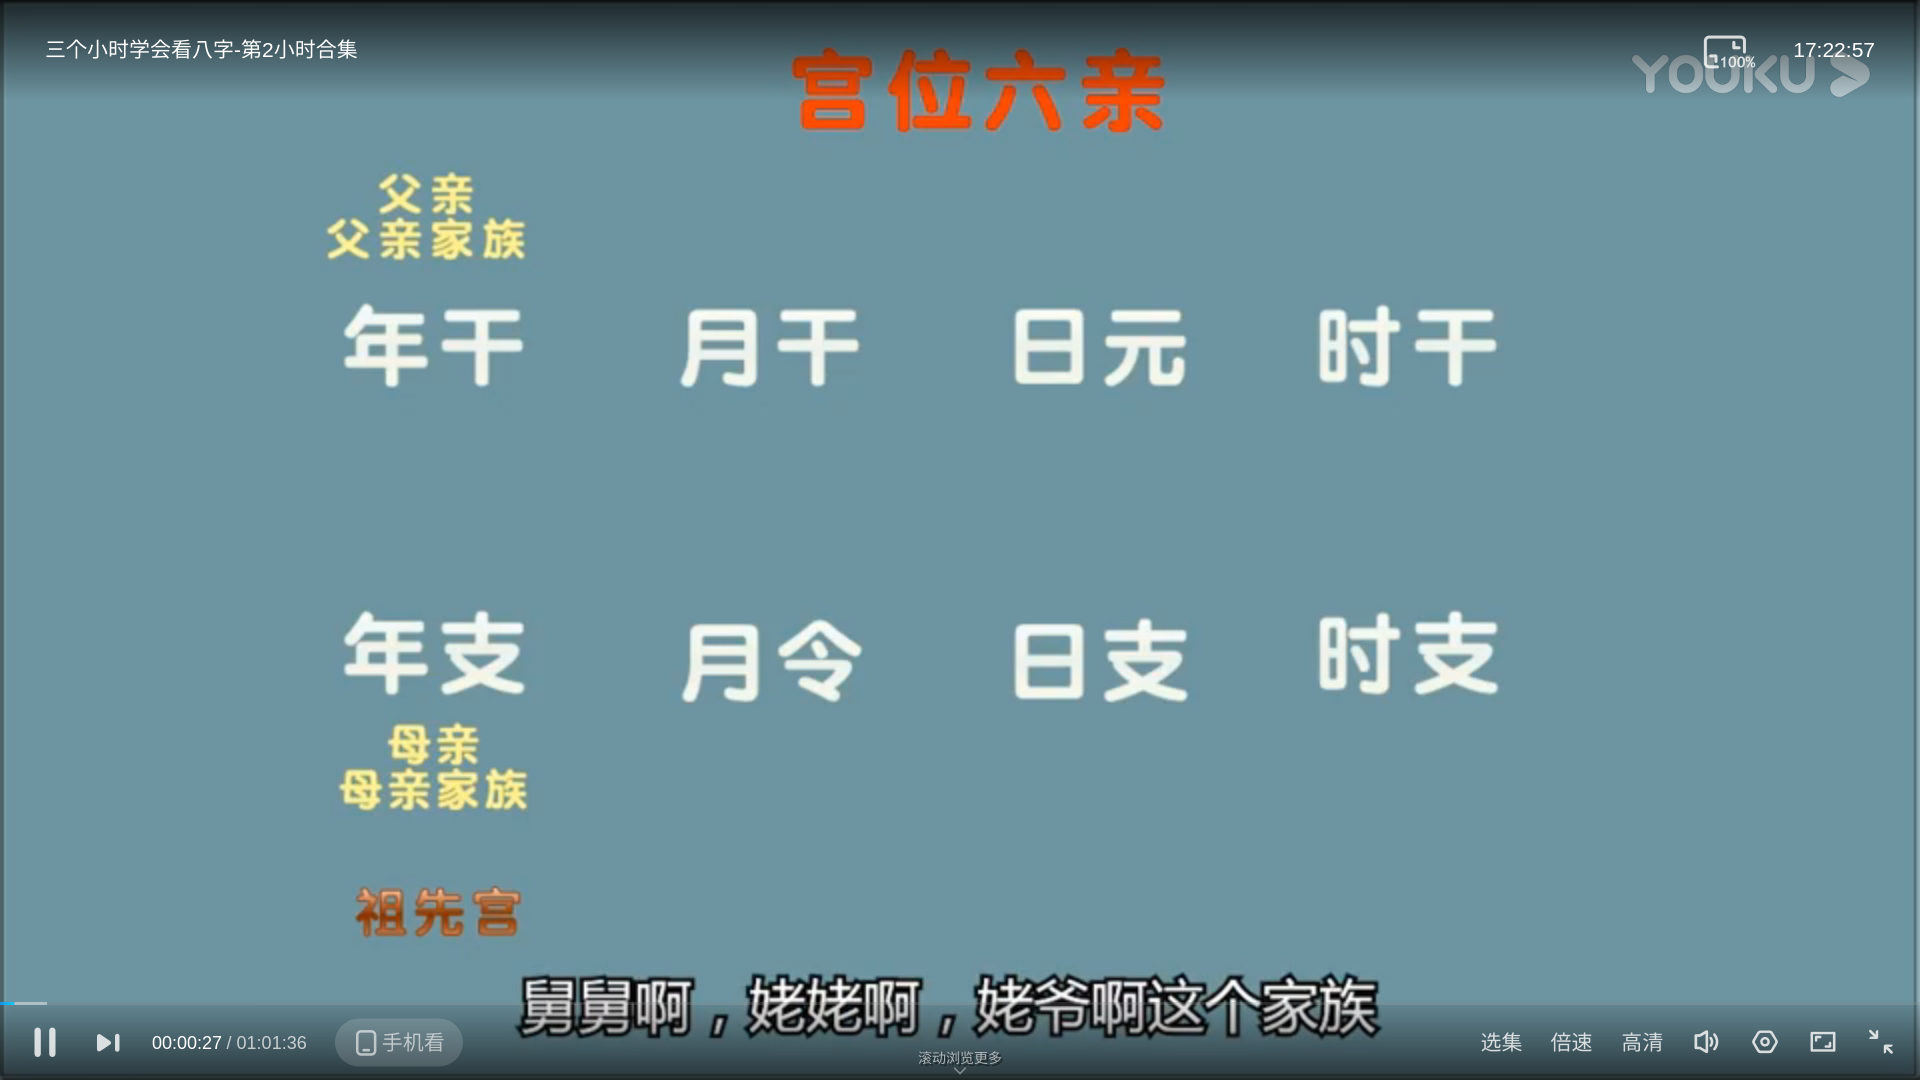 三个小时学会看八字-第2小时合集
100%
17:22:57
YOUKU
宫位六亲
父亲
父亲家族
年干 月干 日元 时干
年支 月令 日支 时支
母亲
母亲家族
祖先宫
舅舅啊，姥姥啊，姥爷啊这个家族
00:00:27 / 01:01:36
手机看
选集 倍速 高清
滚动浏览更多